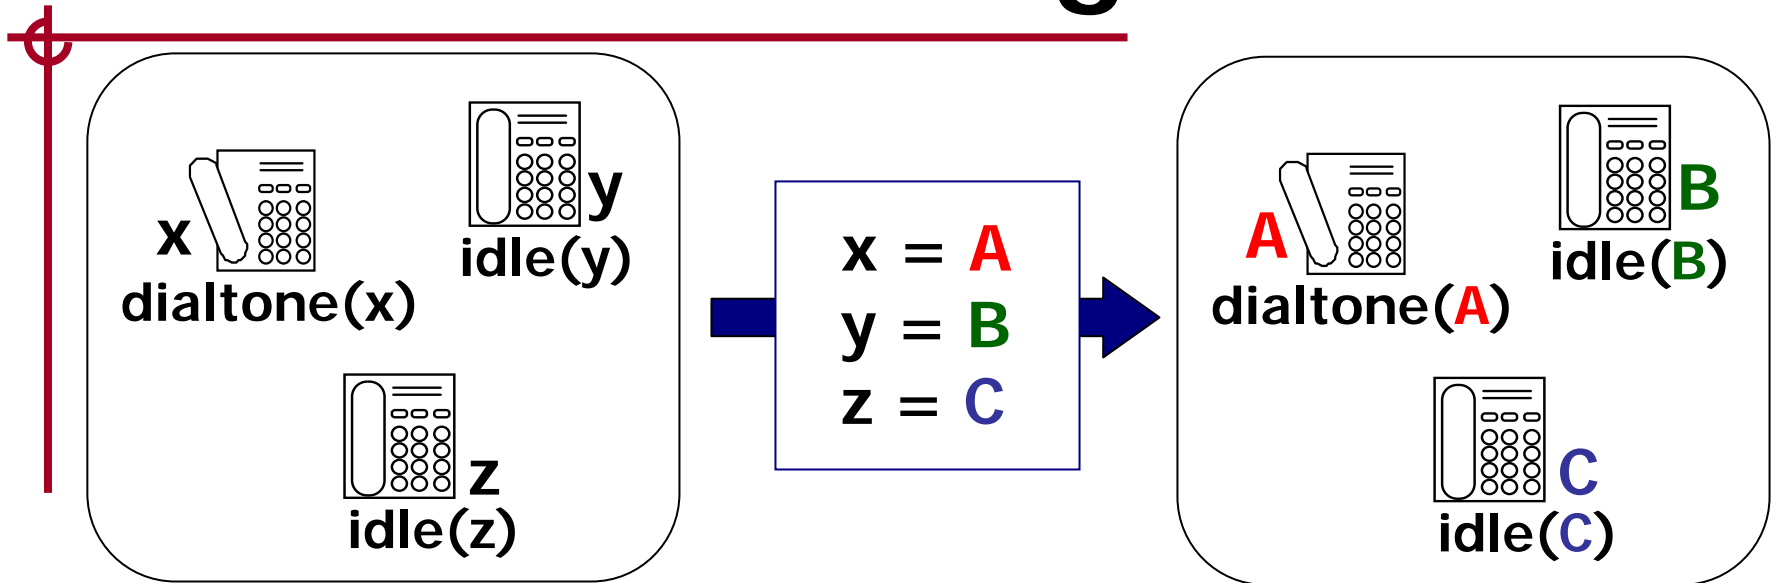 x
dialtone(x)
y
idle(y)
z
idle(z)
x = A
y = B
z = C
A
dialtone(A)
B
idle(B)
C
idle(C)